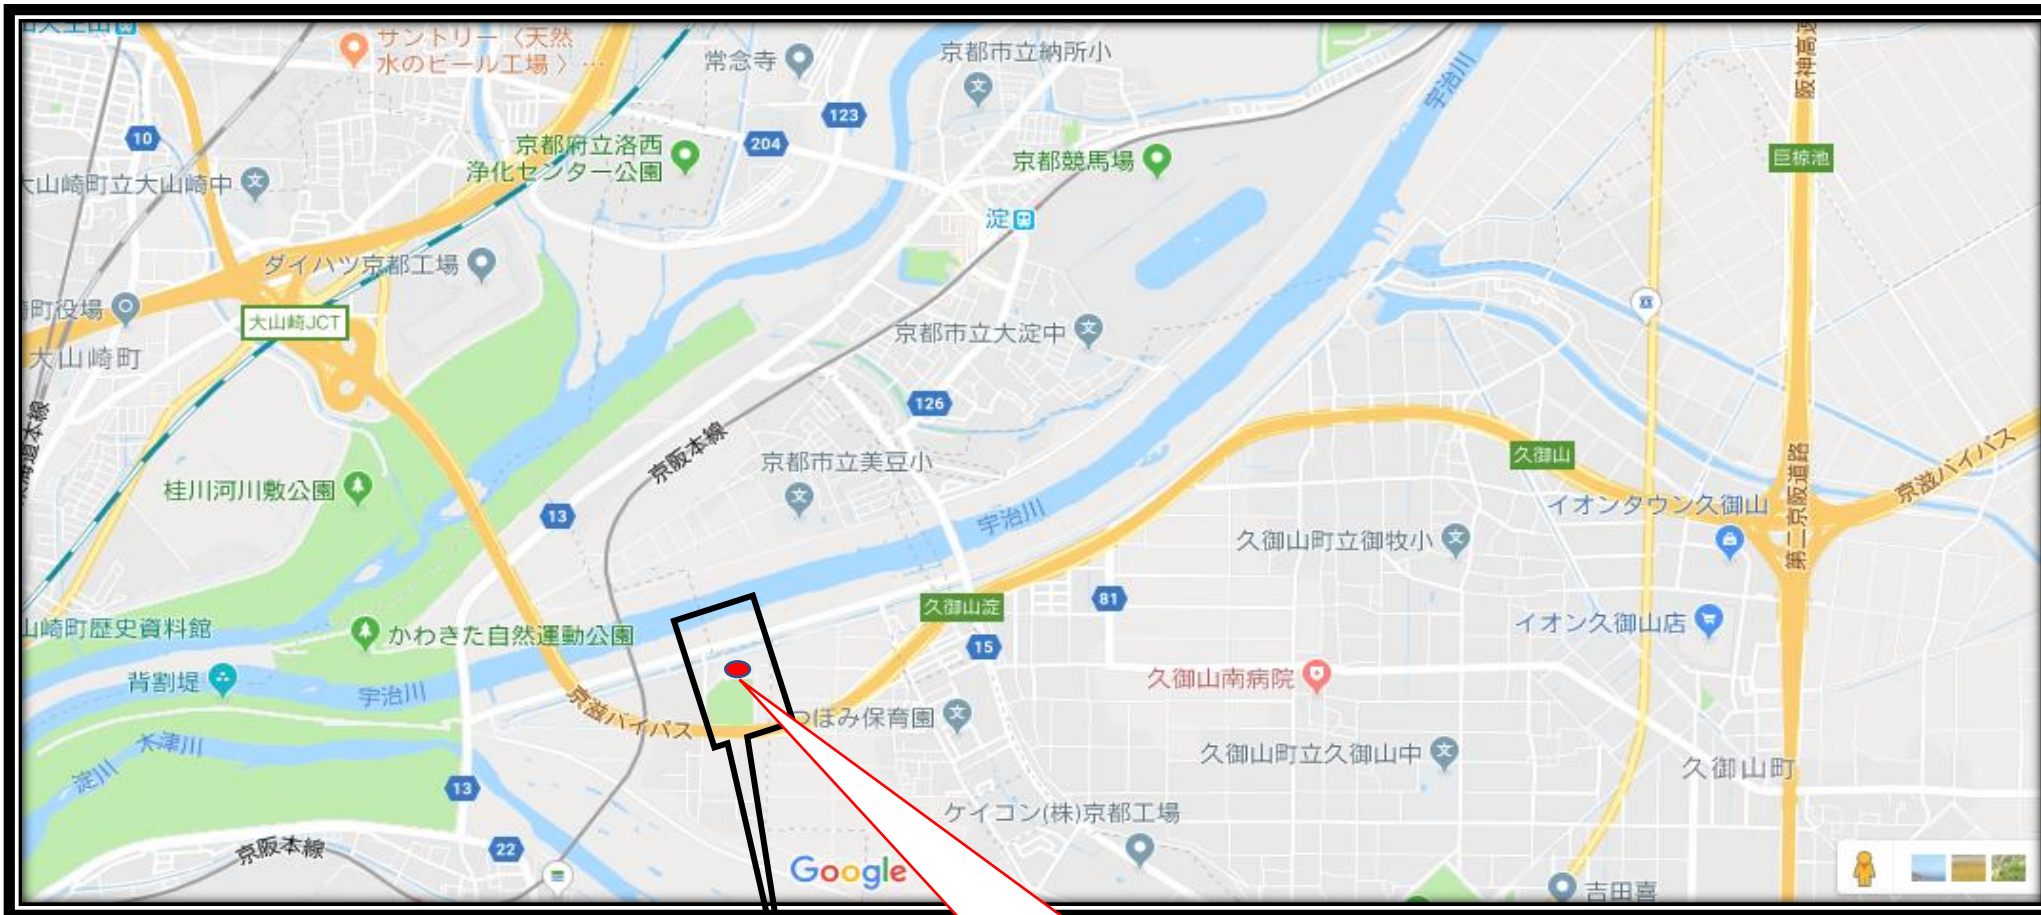 サントリー〈天然
水のビール工場〉…
常念寺
京都市立納所小
宇治川
阪神高速
10
123
204
京都府立洛西
浄化センター公園
京都競馬場
巨椋池
大山崎町立大山崎中
淀
ダイハツ京都工場
町役場
大山崎JCT
大山崎町
京都市立大淀中
126
京阪本線
京都市立美豆小
久御山
京滋バイパス
第二京阪道路
イオンタウン久御山
桂川河川敷公園
13
宇治川
久御山町立御牧小
久御山淀
81
山崎町歴史資料館
かわきた自然運動公園
15
イオン久御山店
背割堤
宇治川
久御山南病院
京滋バイパス
つぼみ保育園
木津川
淀川
久御山町立久御山中
久御山町
13
ケイコン(株)京都工場
京阪本線
22
Google
吉田喜